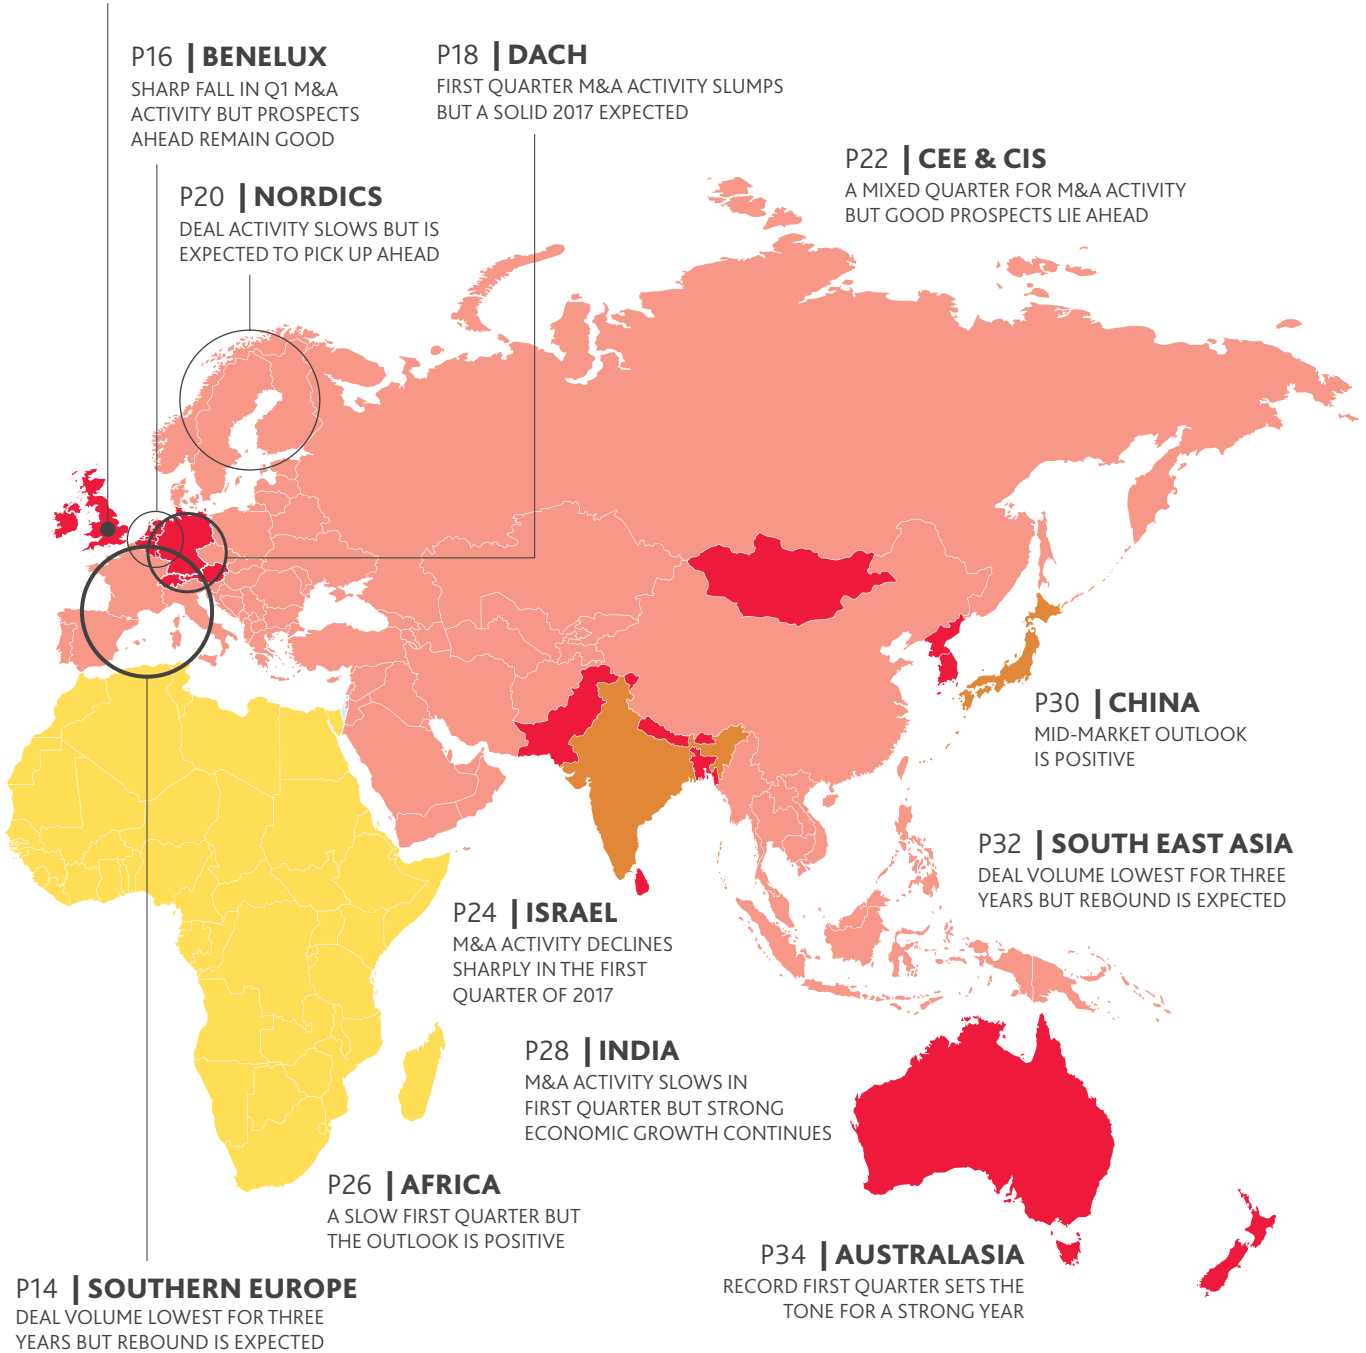 P16 | BENELUX
SHARP FALL IN Q1 M&A
ACTIVITY BUT PROSPECTS
AHEAD REMAIN GOOD
P18 | DACH
FIRST QUARTER M&A ACTIVITY SLUMPS
BUT A SOLID 2017 EXPECTED
P22 | CEE & CIS
A MIXED QUARTER FOR M&A ACTIVITY
BUT GOOD PROSPECTS LIE AHEAD
P20 | NORDICS
DEAL ACTIVITY SLOWS BUT IS
EXPECTED TO PICK UP AHEAD
P30 | CHINA
MID-MARKET OUTLOOK
IS POSITIVE
P32 | SOUTH EAST ASIA
DEAL VOLUME LOWEST FOR THREE
YEARS BUT REBOUND IS EXPECTED
P24 | ISRAEL
M&A ACTIVITY DECLINES
SHARPLY IN THE FIRST
QUARTER OF 2017
P28 | INDIA
M&A ACTIVITY SLOWS IN
FIRST QUARTER BUT STRONG
ECONOMIC GROWTH CONTINUES
P26 | AFRICA
A SLOW FIRST QUARTER BUT
THE OUTLOOK IS POSITIVE
P34 | AUSTRALASIA
RECORD FIRST QUARTER SETS THE
TONE FOR A STRONG YEAR
P14 | SOUTHERN EUROPE
DEAL VOLUME LOWEST FOR THREE
YEARS BUT REBOUND IS EXPECTED